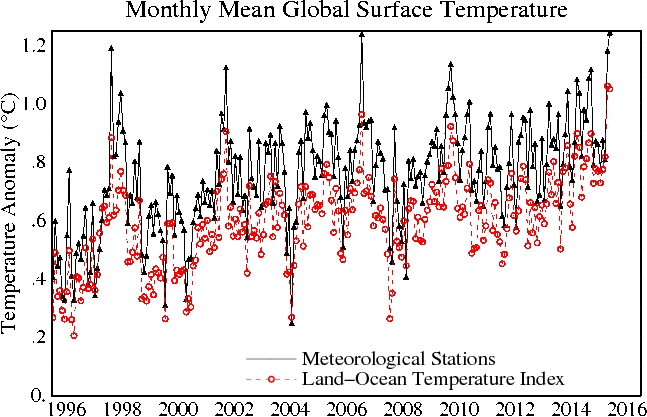 Monthly Mean Global Surface Temperature
Temperature Anomaly (°C)
1.2
1.0
.8
.6
.4
.2
0.
Meteorological Stations
Land-Ocean Temperature Index
1996 1998 2000 2002 2004 2006 2008 2010 2012 2014 2016